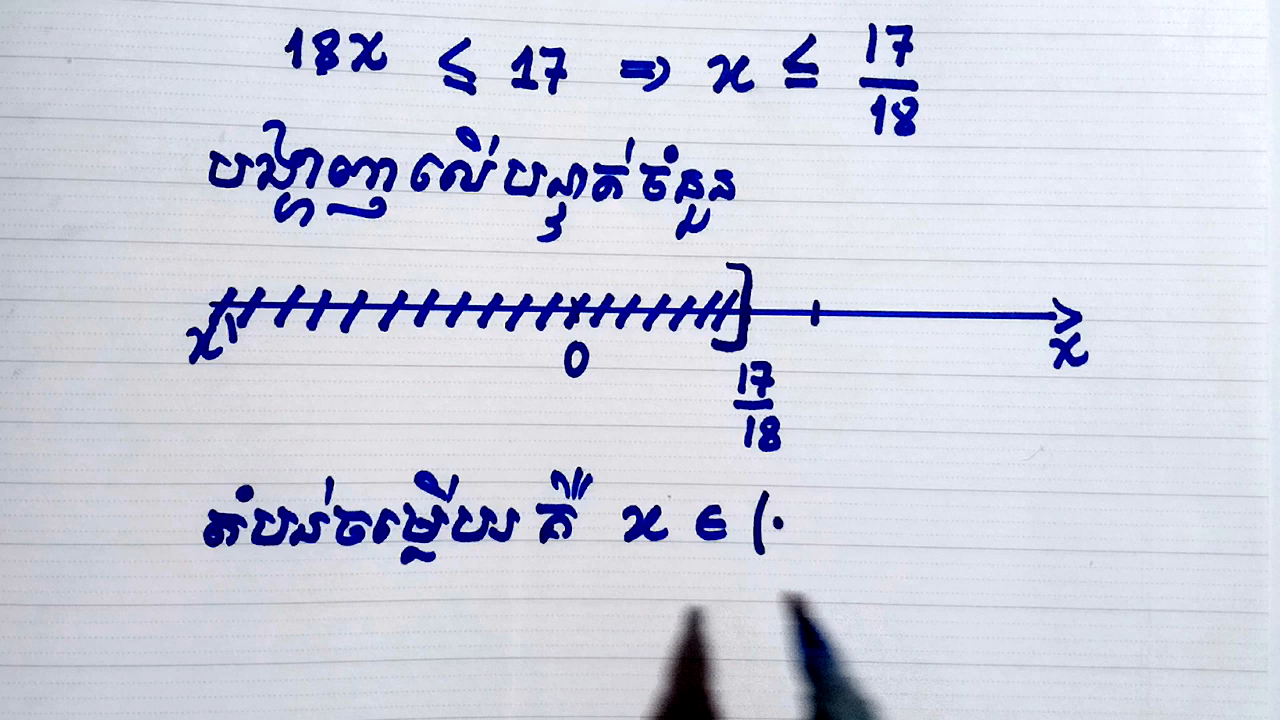 18x ≤ 17 ⇒ x ≤ 17/18
បង្ហាញលើបន្ទាត់ចំនួន
x' 0 17/18 x
តំបន់ចម្លើយគឺ x ∈ (